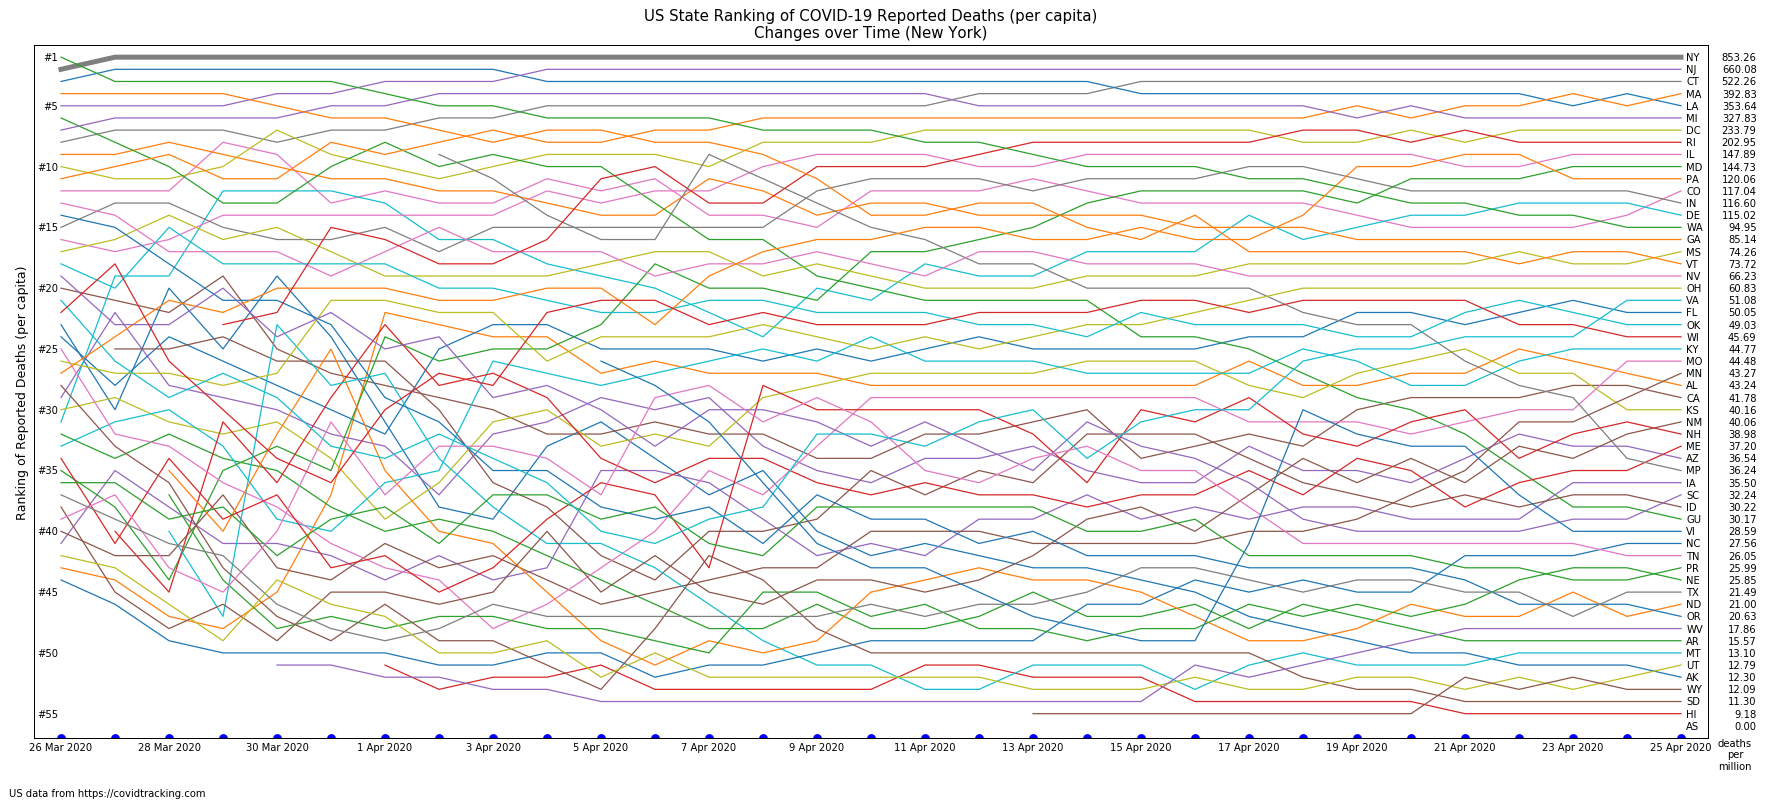 US State Ranking of COVID-19 Reported Deaths (per capita)
Changes over Time (New York)
Ranking of Reported Deaths (per capita)
#1
#5
#10
#15
#20
#25
#30
#35
#40
#45
#50
#55
NY 853.26
NJ 660.08
CT 522.26
MA 392.83
LA 353.64
MI 327.83
DC 233.79
RI 202.95
IL 147.89
MD 144.73
PA 120.06
CO 117.04
IN 116.60
DE 115.02
WA 94.95
GA 85.14
MS 74.26
VT 73.72
NV 66.23
OH 60.83
VA 51.08
FL 50.05
OK 49.03
WI 45.69
KY 44.77
MO 44.48
MN 43.27
AL 43.24
CA 41.78
KS 40.16
NM 40.06
NH 38.98
ME 37.20
AZ 36.54
MP 36.24
IA 35.50
SC 32.24
ID 30.22
GU 30.17
VI 28.59
NC 27.56
TN 26.05
PR 25.99
NE 25.85
TX 21.49
ND 21.00
OR 20.63
WV 17.86
AR 15.57
MT 13.10
UT 12.79
AK 12.30
WY 12.09
SD 11.30
HI 9.18
AS 0.00
26 Mar 2020 28 Mar 2020 30 Mar 2020 1 Apr 2020 3 Apr 2020 5 Apr 2020 7 Apr 2020 9 Apr 2020 11 Apr 2020 13 Apr 2020 15 Apr 2020 17 Apr 2020 19 Apr 2020 21 Apr 2020 23 Apr 2020 25 Apr 2020
deaths
per
million
US data from https://covidtracking.com